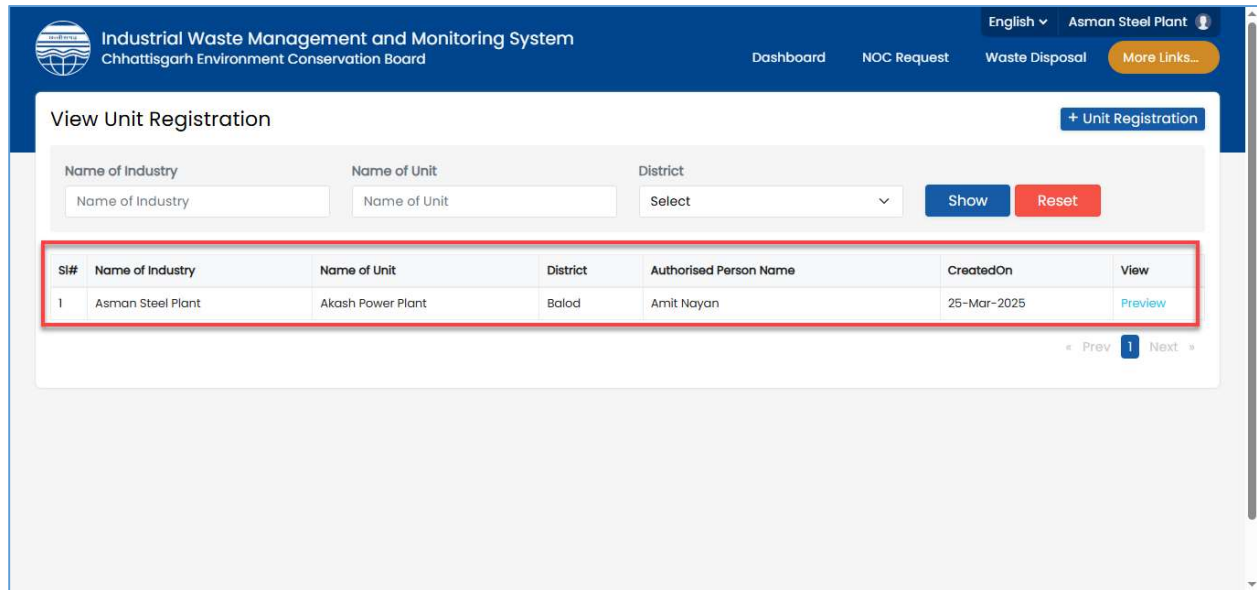 English Asman Steel Plant
Industrial Waste Management and Monitoring System
Chhattisgarh Environment Conservation Board
Dashboard NOC Request Waste Disposal More Links...
View Unit Registration + Unit Registration
Name of Industry Name of Unit District
Name of Industry Name of Unit Select Show Reset
Sl# Name of Industry Name of Unit District Authorised Person Name CreatedOn View
1 Asman Steel Plant Akash Power Plant Balod Amit Nayan 25-Mar-2025 Preview
« Prev 1 Next »